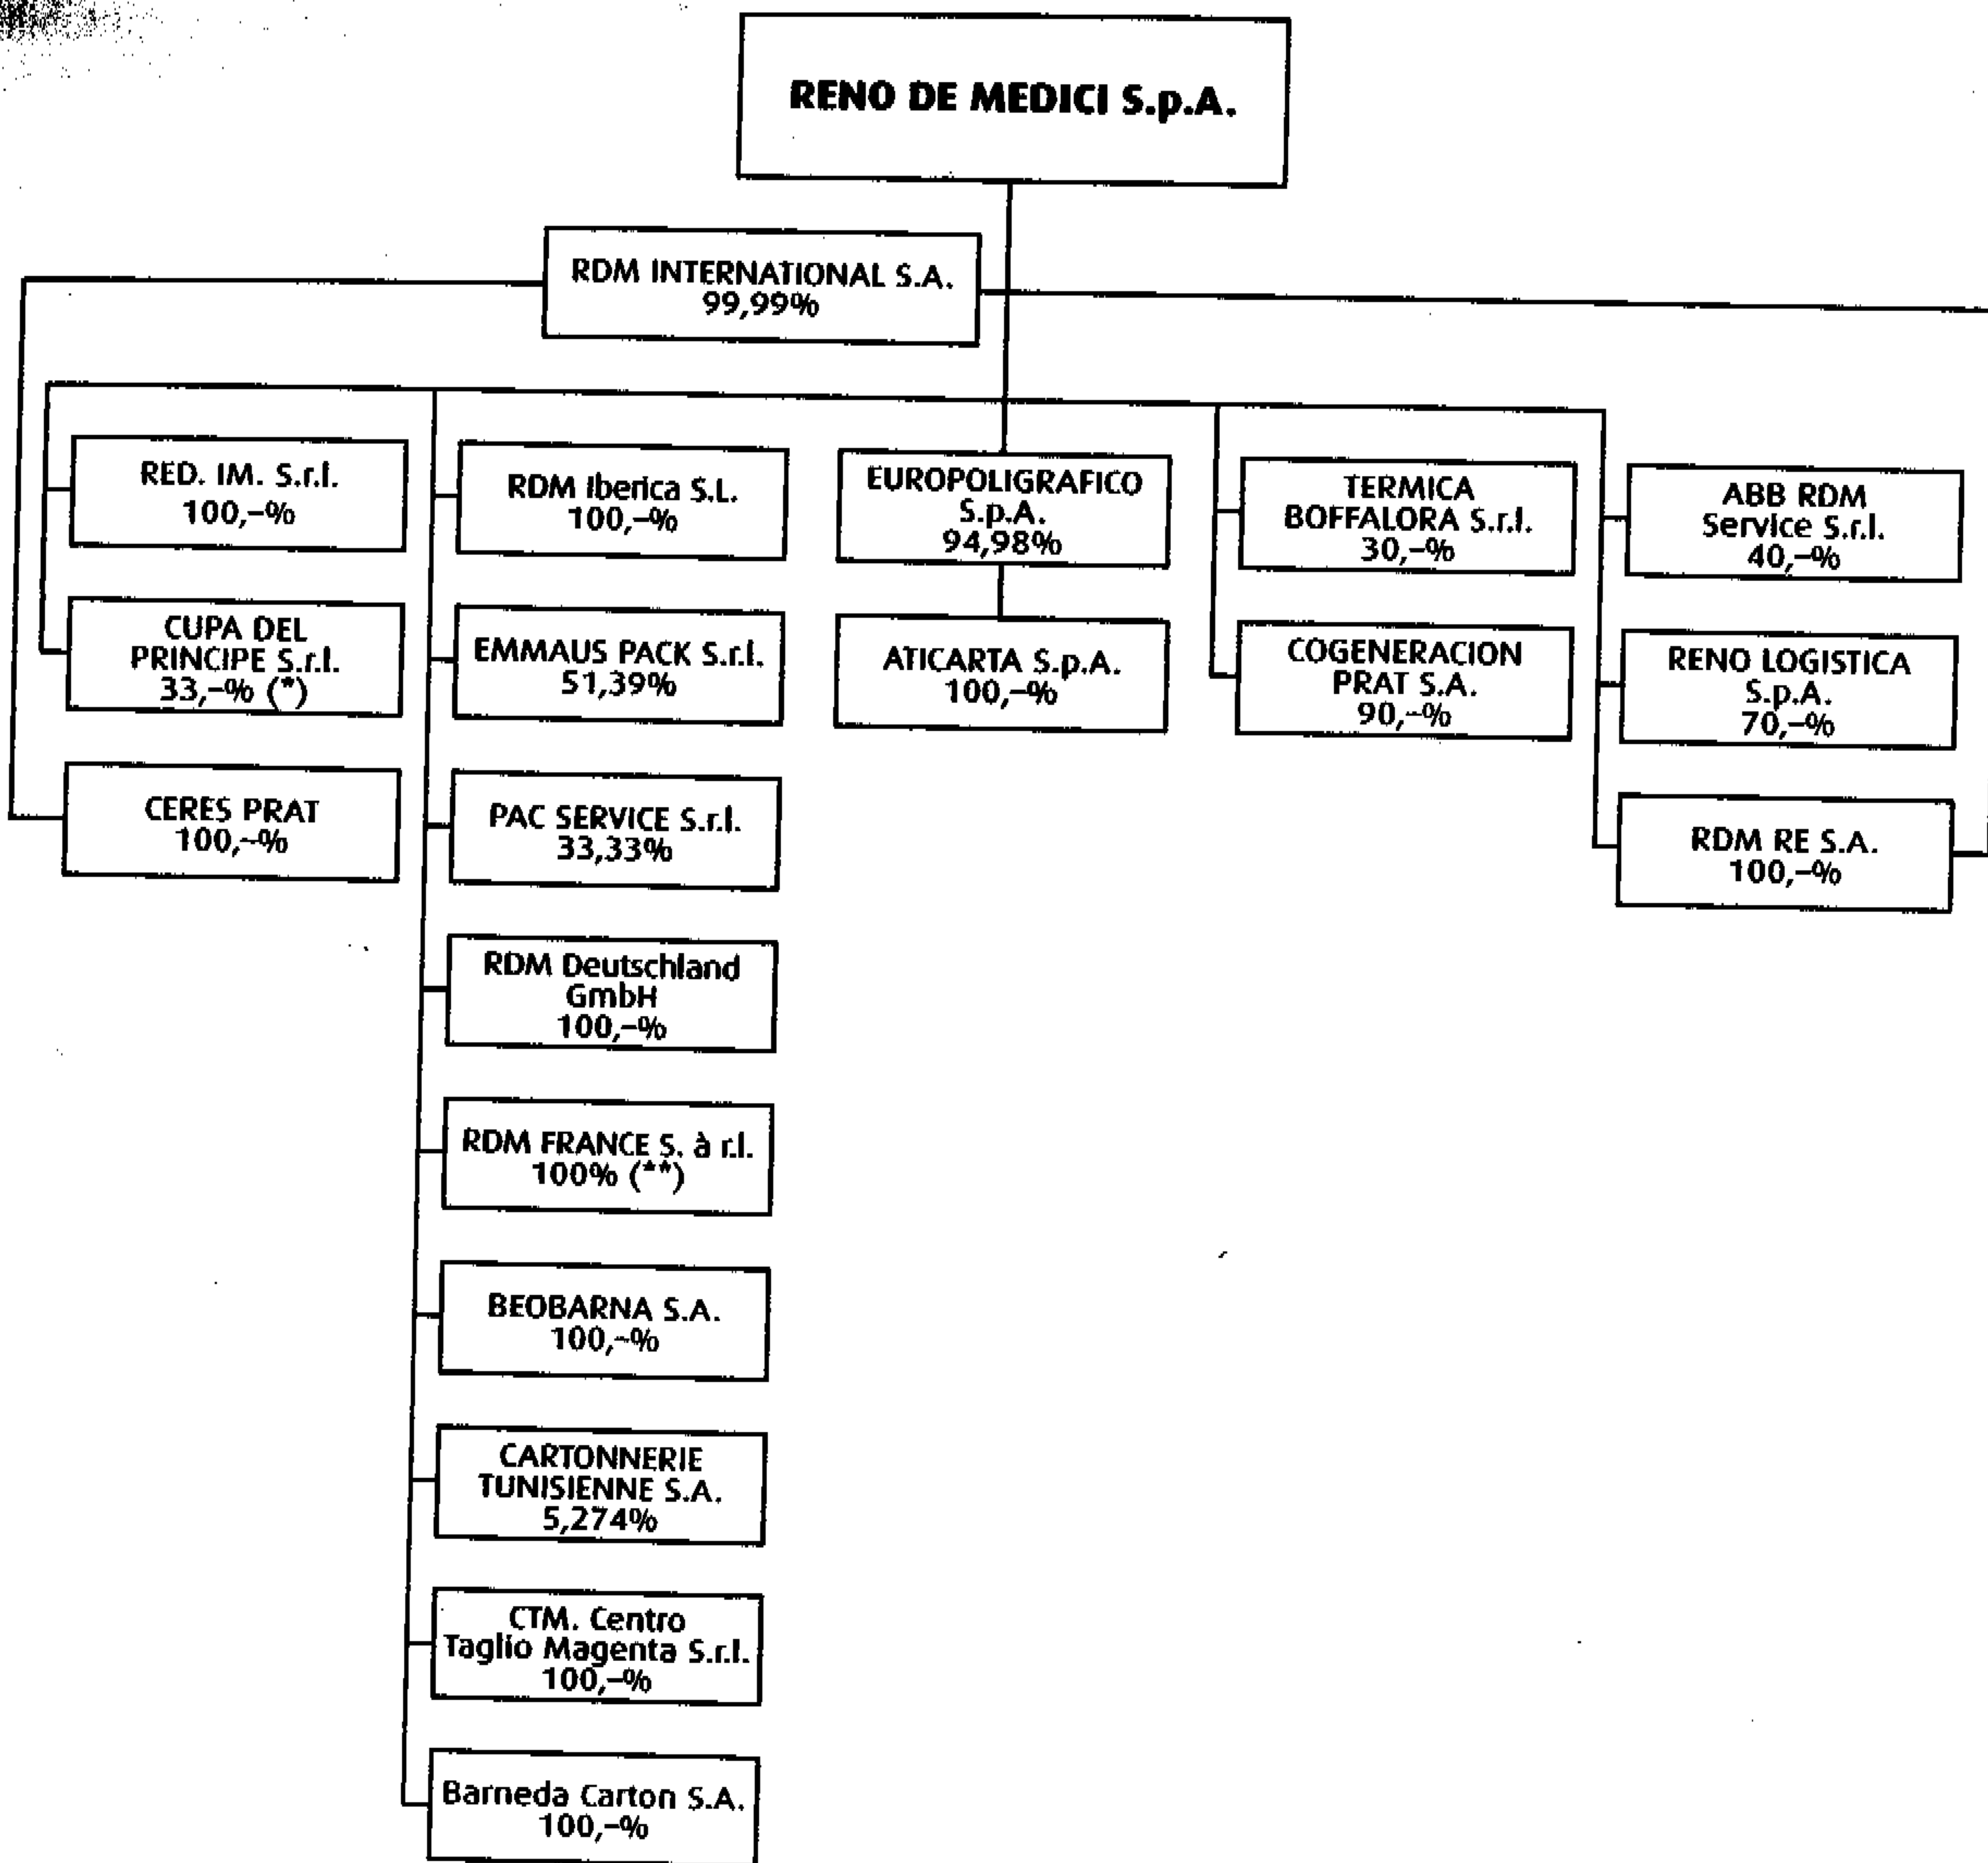 RENO DE MEDICI S.p.A.
RDM INTERNATIONAL S.A.
99,99%
RED. IM. S.r.l.
100,-%
CUPA DEL
PRINCIPE S.r.l.
33,-% (*)
CERES PRAT
100,-%
RDM Iberica S.L.
100,-%
EMMAUS PACK S.r.l.
51,39%
PAC SERVICE S.r.l.
33,33%
RDM Deutschland
GmbH
100,-%
RDM FRANCE S. à r.l.
100% (**)
BEOBARNA S.A.
100,-%
CARTONNERIE
TUNISIENNE S.A.
5,274%
CTM. Centro
Taglio Magenta S.r.l.
100,-%
Barneda Carton S.A.
100,-%
EUROPOLIGRAFICO
S.p.A.
94,98%
ATICARTA S.p.A.
100,-%
TERMICA
BOFFALORA S.r.l.
30,-%
COGENERACION
PRAT S.A.
90,-%
ABB RDM
Service S.r.l.
40,-%
RENO LOGISTICA
S.p.A.
70,-%
RDM RE S.A.
100,-%